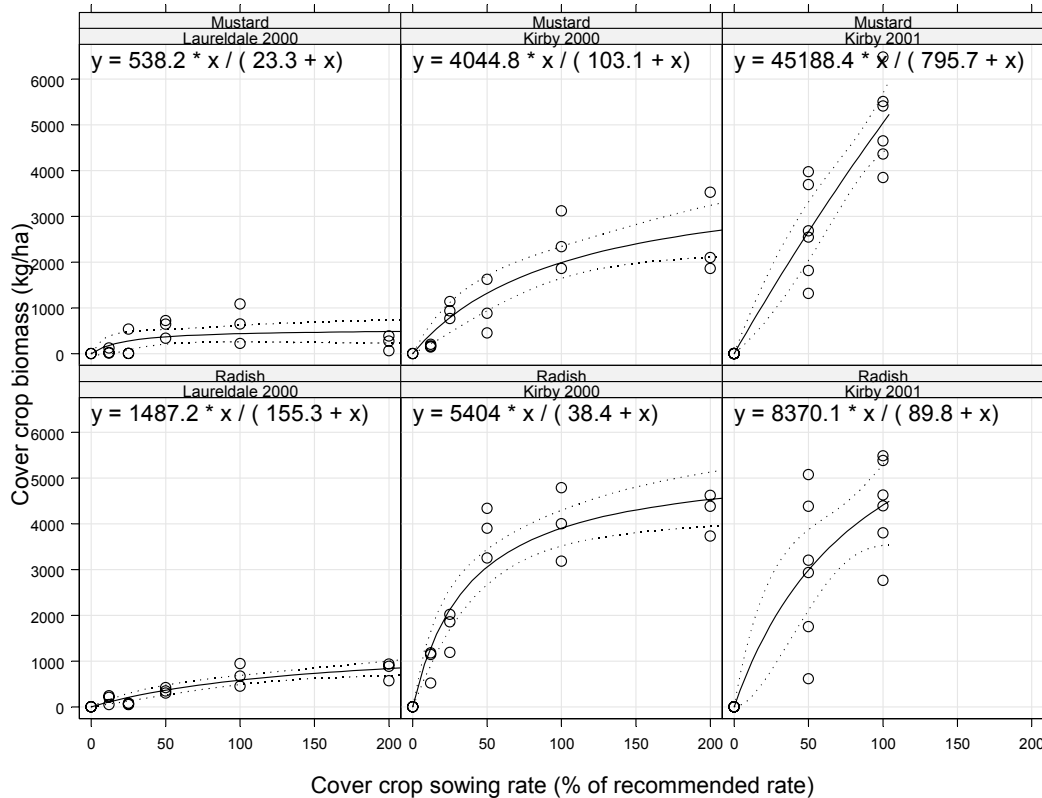 Mustard Mustard Mustard
Laureldale 2000 Kirby 2000 Kirby 2001
y = 538.2 * x / ( 23.3 + x) y = 4044.8 * x / ( 103.1 + x) y = 45188.4 * x / ( 795.7 + x)
6000
5000
4000
3000
2000
1000
0
Radish Radish Radish
Laureldale 2000 Kirby 2000 Kirby 2001
y = 1487.2 * x / ( 155.3 + x) y = 5404 * x / ( 38.4 + x) y = 8370.1 * x / ( 89.8 + x)
6000
5000
4000
3000
2000
1000
0
0 50 100 150 200 0 50 100 150 200 0 50 100 150 200
Cover crop biomass (kg/ha)
Cover crop sowing rate (% of recommended rate)